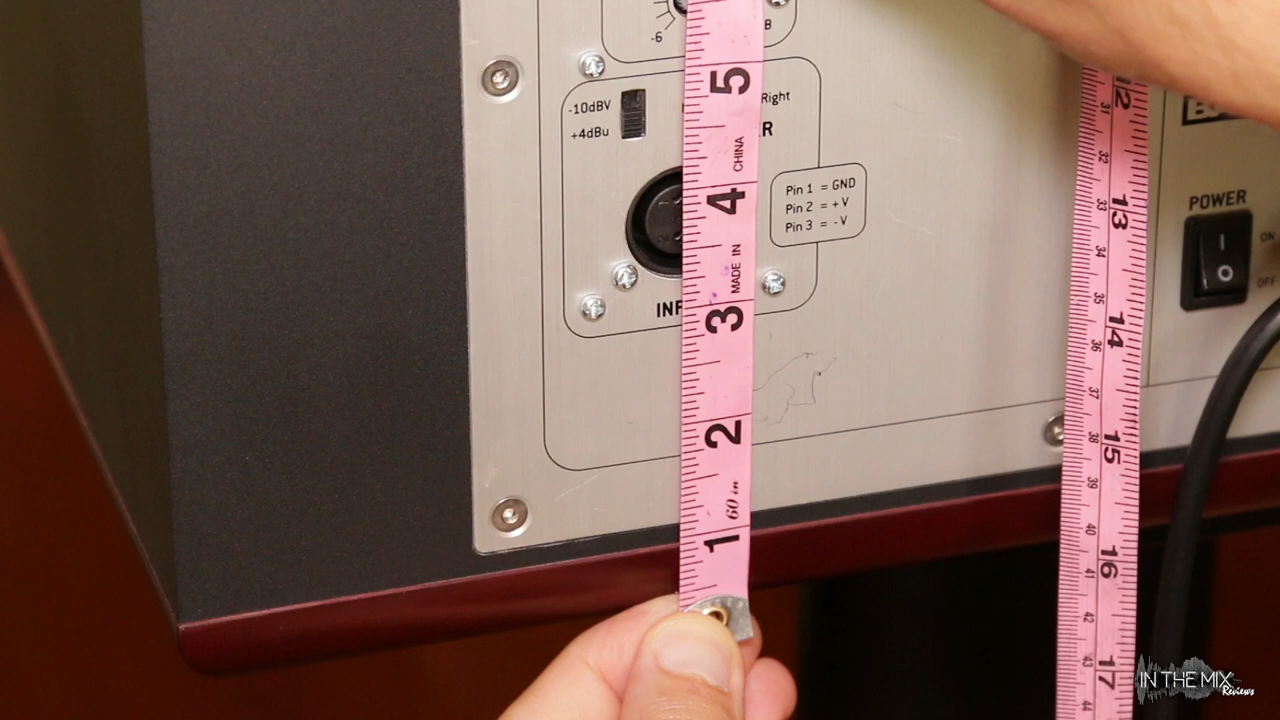 -6
B
-10dBV
+4dBu
Right
R
Pin 1 = GND
Pin 2 = +V
Pin 3 = -V
INP
POWER
ON
OFF
5
CHINA
4
MADE IN
3
2
60 in
1
12
31
32
13
33
34
35
14
36
37
38
15
39
40
16
41
42
43
17
44
IN THE MIX
Reviews